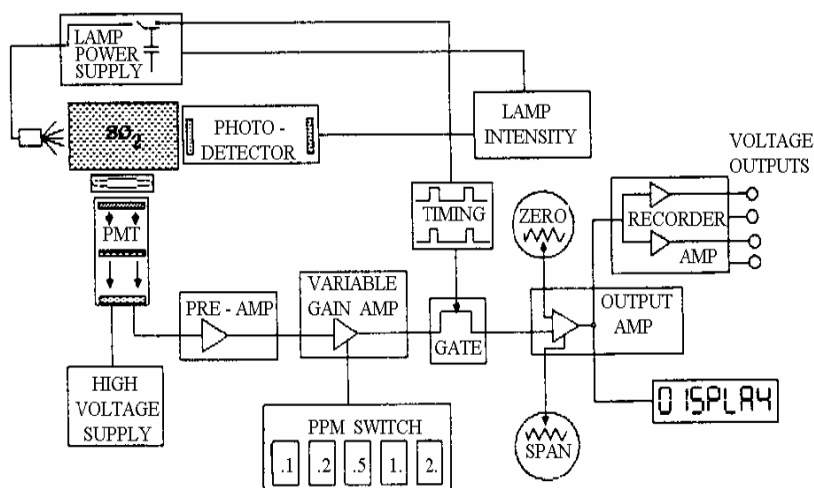 LAMP
POWER
SUPPLY
SO2
PHOTO -
DETECTOR
LAMP
INTENSITY
VOLTAGE
OUTPUTS
TIMING
ZERO
RECORDER
AMP
PMT
PRE - AMP
VARIABLE
GAIN AMP
GATE
OUTPUT
AMP
HIGH
VOLTAGE
SUPPLY
PPM SWITCH
.1 .2 .5 1. 2.
SPAN
DISPLAY